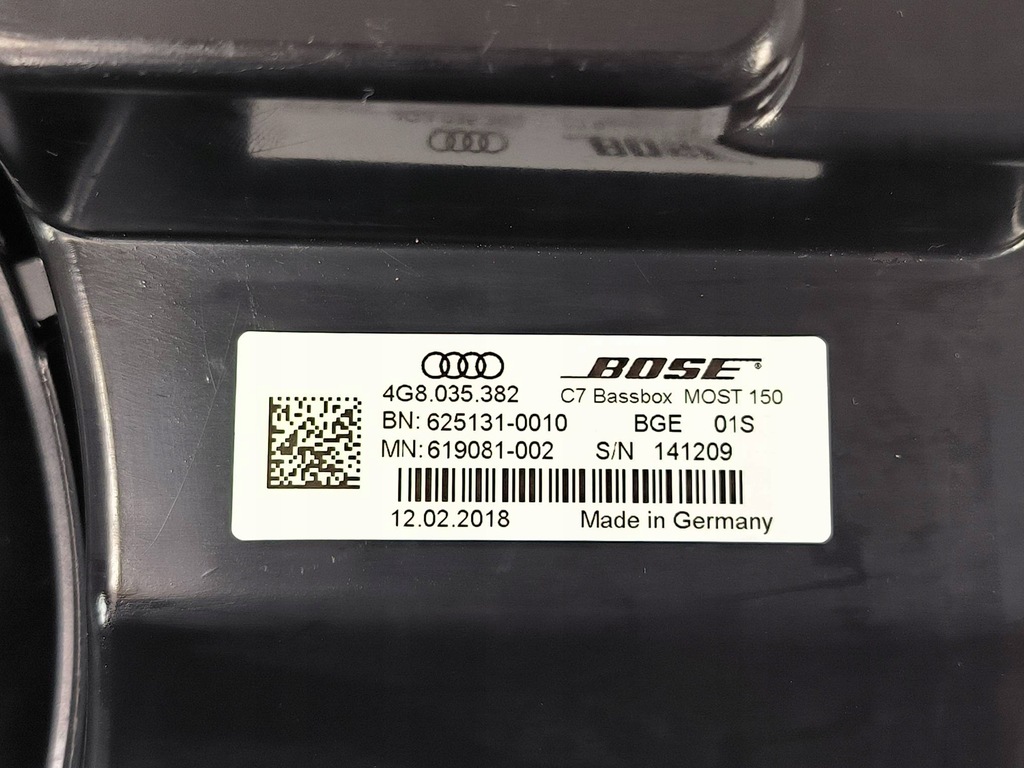 BOSE
BOSE®
4G8.035.382 C7 Bassbox MOST 150
BN: 625131-0010 BGE 01S
MN: 619081-002 S/N 141209
12.02.2018 Made in Germany